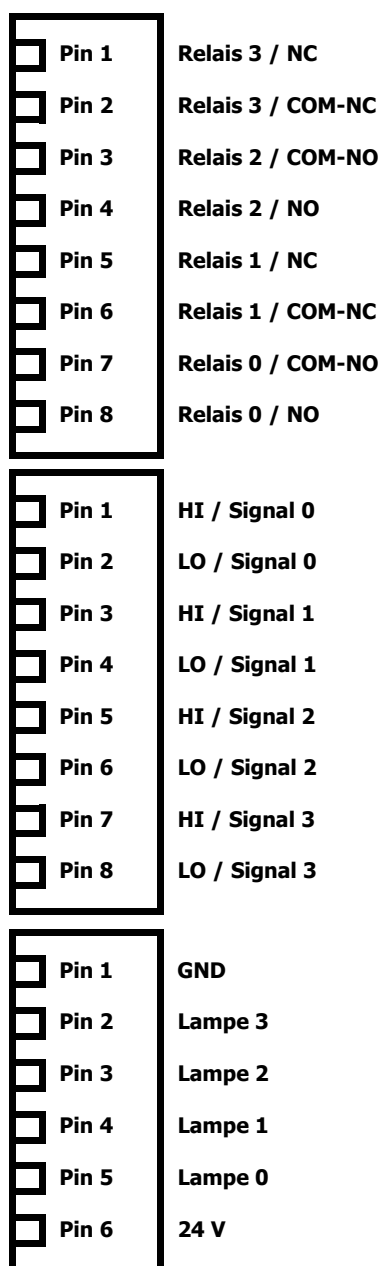 Pin 1 Relais 3 / NC
Pin 2 Relais 3 / COM-NC
Pin 3 Relais 2 / COM-NO
Pin 4 Relais 2 / NO
Pin 5 Relais 1 / NC
Pin 6 Relais 1 / COM-NC
Pin 7 Relais 0 / COM-NO
Pin 8 Relais 0 / NO
Pin 1 HI / Signal 0
Pin 2 LO / Signal 0
Pin 3 HI / Signal 1
Pin 4 LO / Signal 1
Pin 5 HI / Signal 2
Pin 6 LO / Signal 2
Pin 7 HI / Signal 3
Pin 8 LO / Signal 3
Pin 1 GND
Pin 2 Lampe 3
Pin 3 Lampe 2
Pin 4 Lampe 1
Pin 5 Lampe 0
Pin 6 24 V